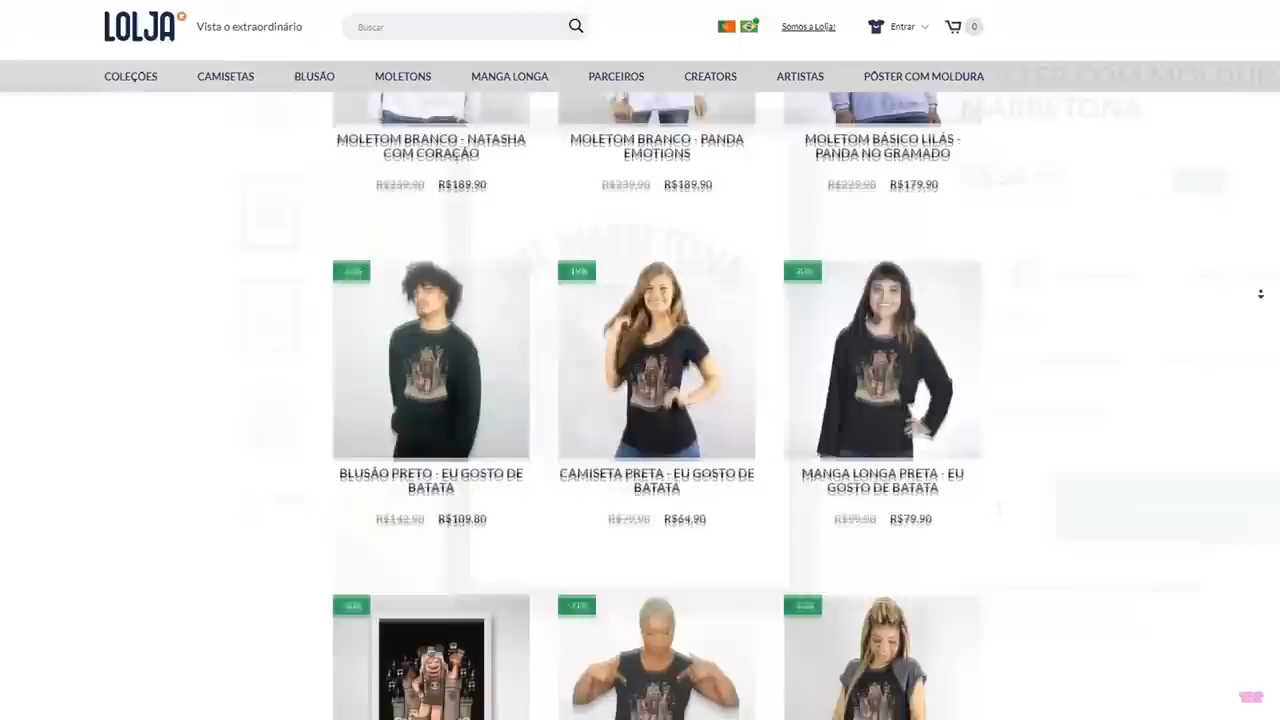 LOLJA
Vista o extraordinário
Buscar
Somos a Lolja!
Entrar
0
COLEÇÕES
CAMISETAS
BLUSÃO
MOLETONS
MANGA LONGA
PARCEIROS
CREATORS
ARTISTAS
PÔSTER COM MOLDURA
MARRETONA
MOLETOM BRANCO - NATASHA
COM CORAÇÃO
MOLETOM BRANCO - PANDA
EMOTIONS
MOLETOM BÁSICO LILÁS -
PANDA NO GRAMADO
R$239,90 R$189,90
R$239,90 R$189,90
R$229,90 R$179,90
MARRETONA
BLUSÃO PRETO - EU GOSTO DE
BATATA
CAMISETA PRETA - EU GOSTO DE
BATATA
MANGA LONGA PRETA - EU
GOSTO DE BATATA
R$109,80
R$79,90 R$64,90
R$99,90 R$79,90